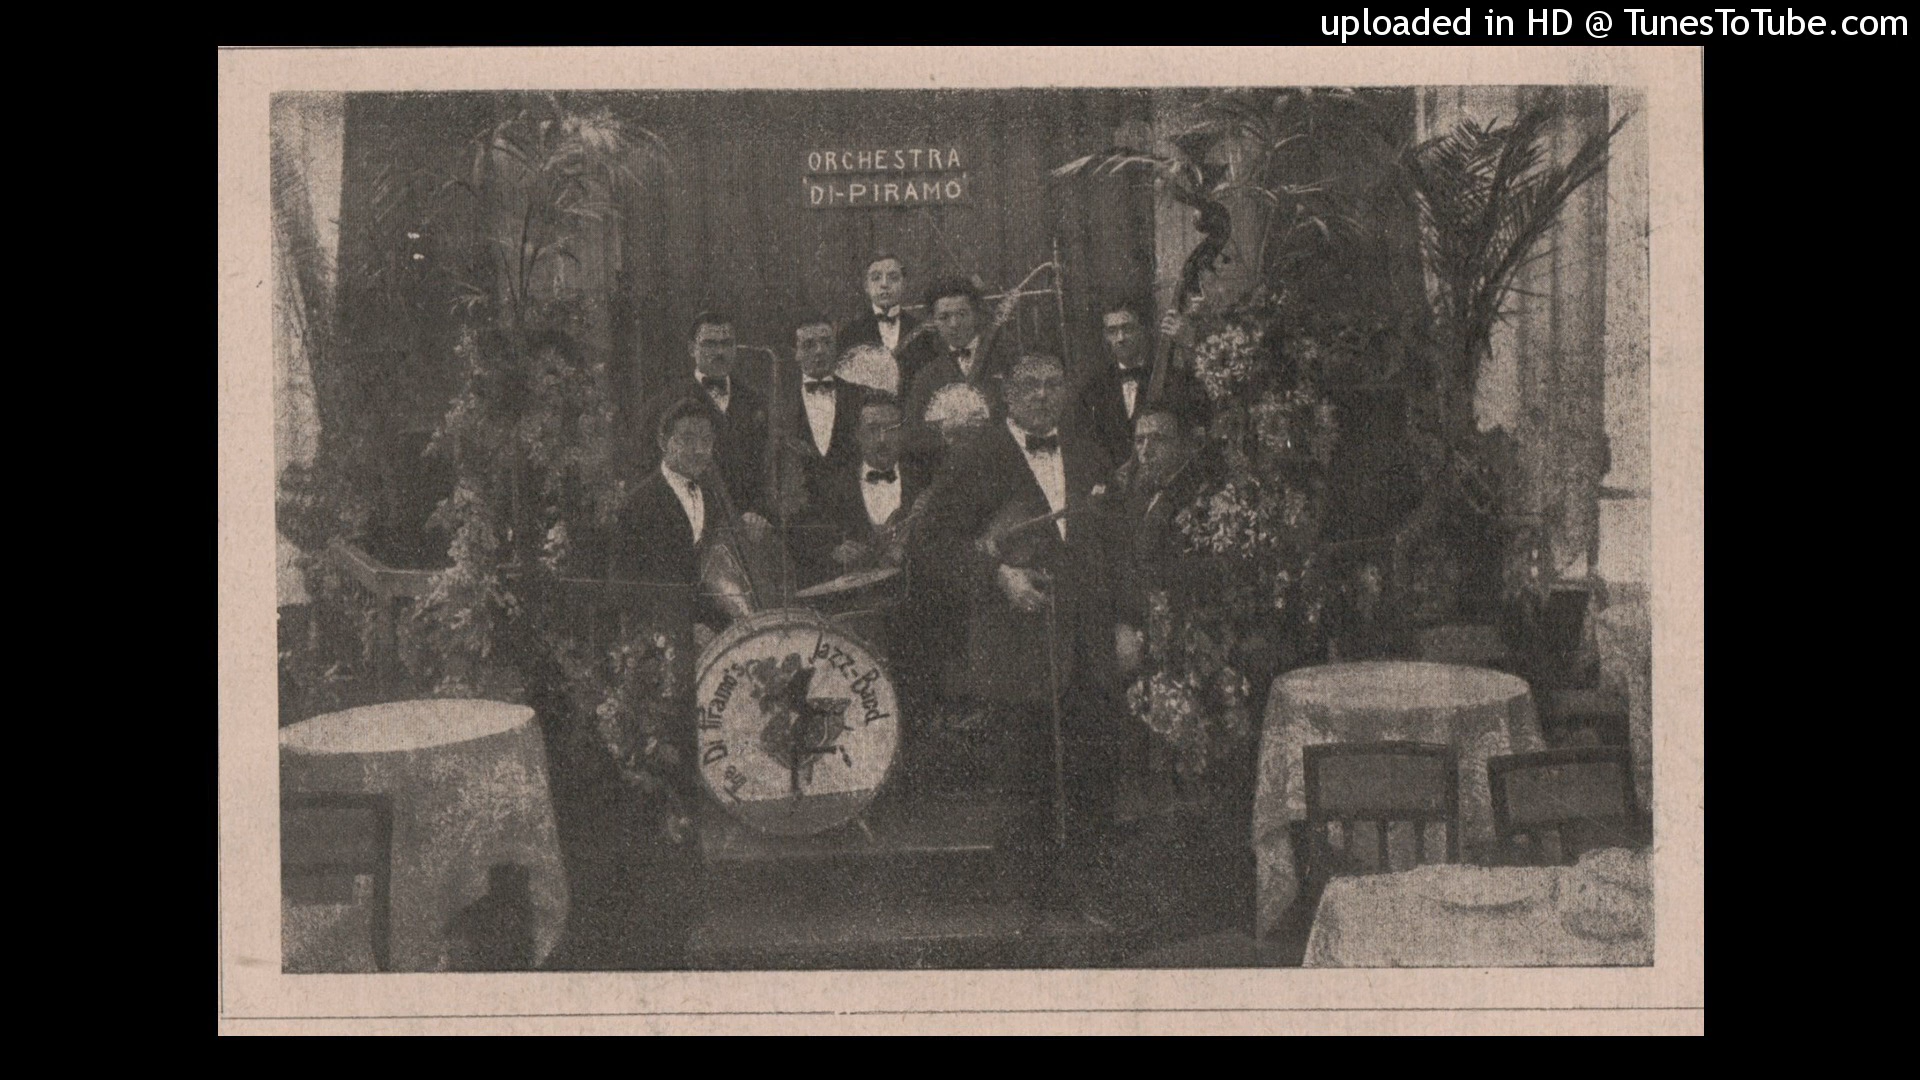 uploaded in HD @ TunesToTube.com
ORCHESTRA
'DI-PIRAMO'
The Di Piramo's Jazz-Band